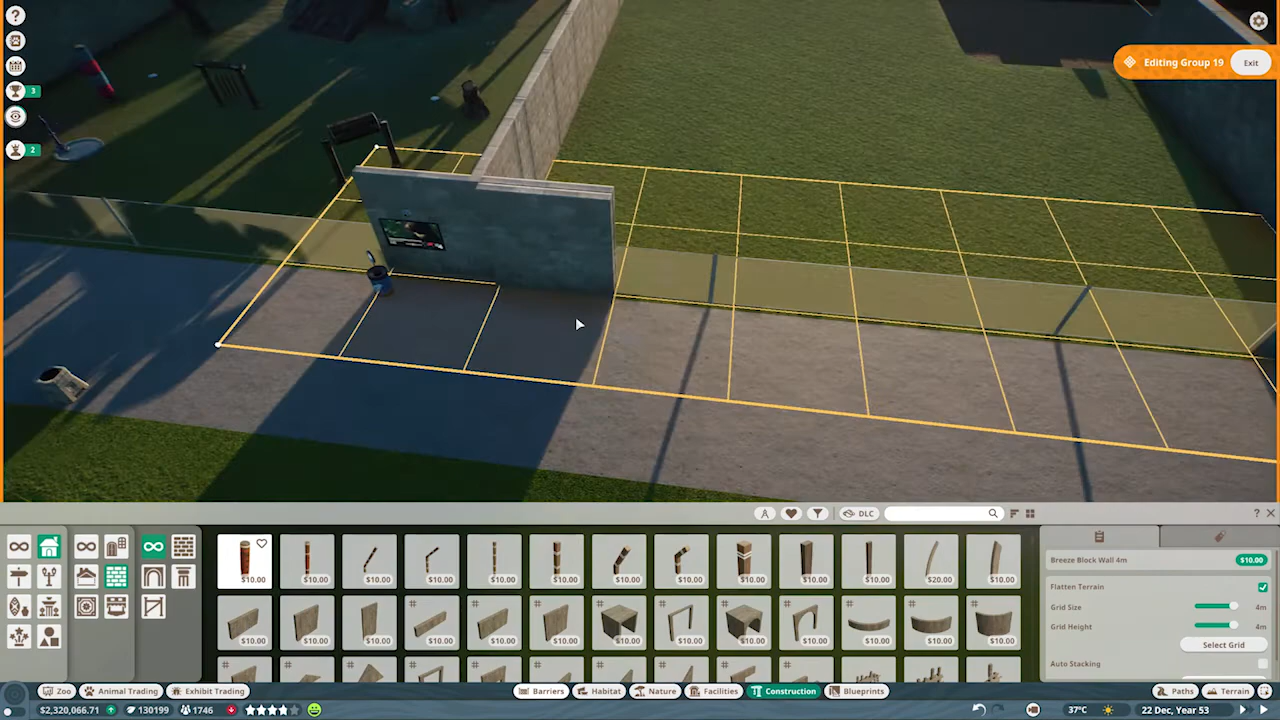 ?
3
2
Editing Group 19
Exit
DLC
? ×
$10.00 $10.00 $10.00 $10.00 $10.00 $10.00 $10.00 $10.00 $10.00 $10.00 $10.00 $20.00 $10.00
$10.00 $10.00 $10.00 $10.00 $10.00 $10.00 $10.00 $10.00 $10.00 $10.00 $10.00 $10.00 $10.00
Breeze Block Wall 4m $10.00
Flatten Terrain
Grid Size 4m
Grid Height 4m
Select Grid
Auto Stacking
Zoo Animal Trading Exhibit Trading Barriers Habitat Nature Facilities Construction Blueprints Paths Terrain
$2,320,066.71 130199 1746 37°C 22 Dec, Year 53